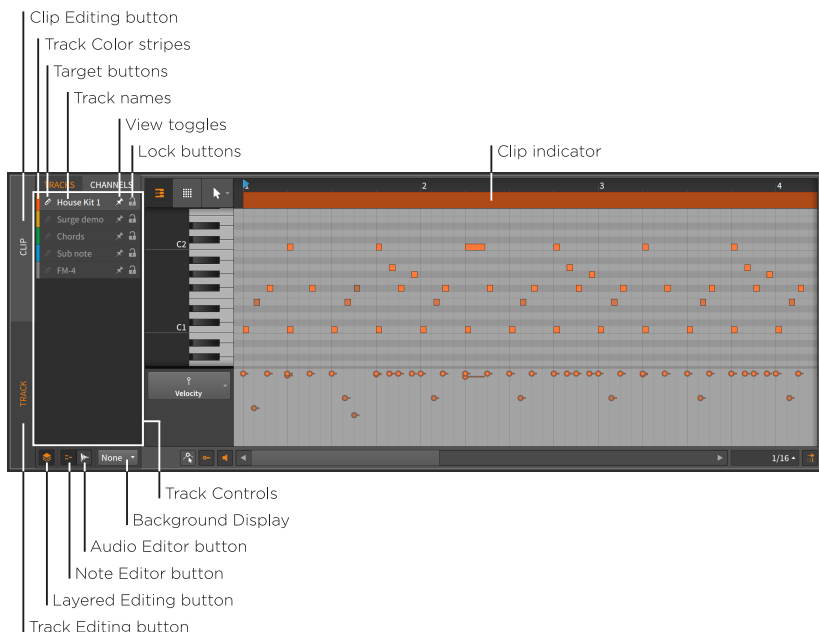 Clip Editing button
Track Color stripes
Target buttons
Track names
View toggles
Lock buttons
Clip indicator
TRACKS CHANNELS
1 2 3 4
House Kit 1
Surge demo
Chords
Sub note
FM-4
CLIP
TRACK
C2
C1
Velocity
None
1/16
Track Controls
Background Display
Audio Editor button
Note Editor button
Layered Editing button
Track Editing button